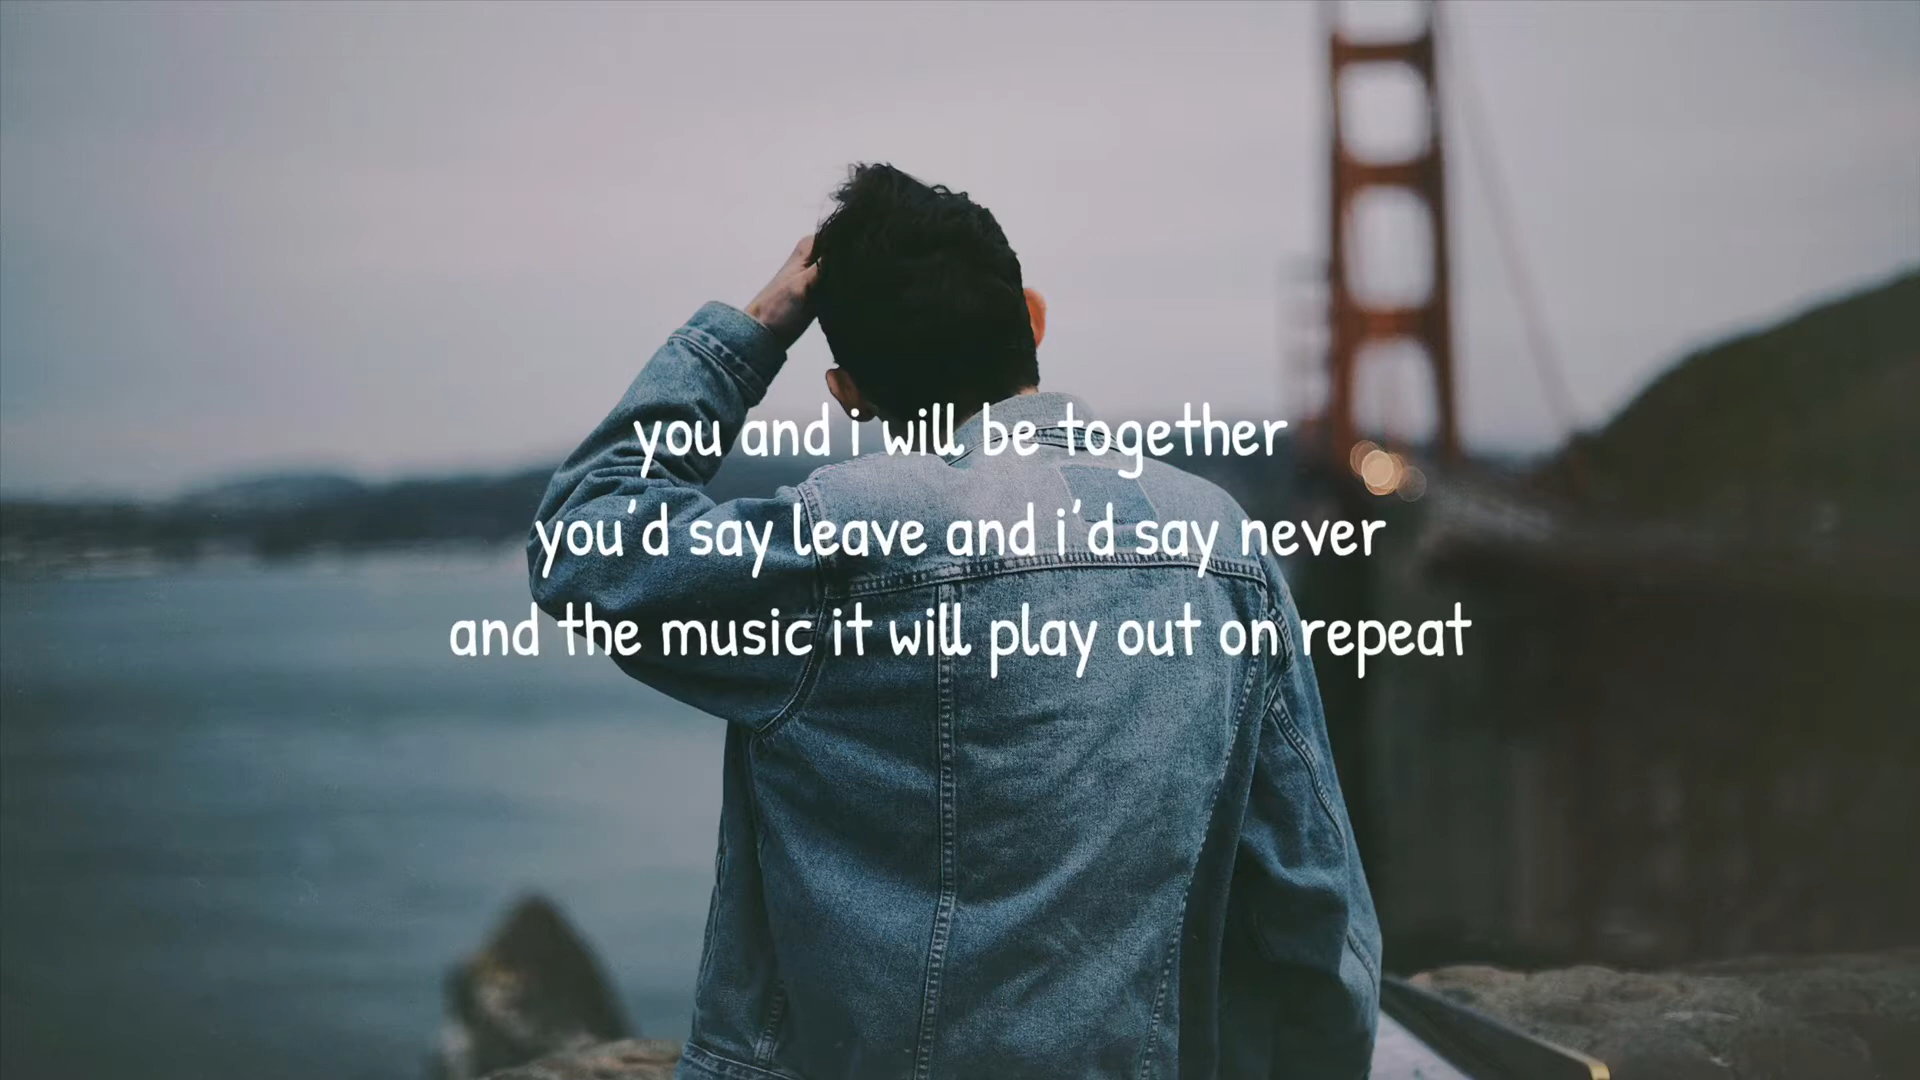 you and i will be together
you'd say leave and i'd say never
and the music it will play out on repeat